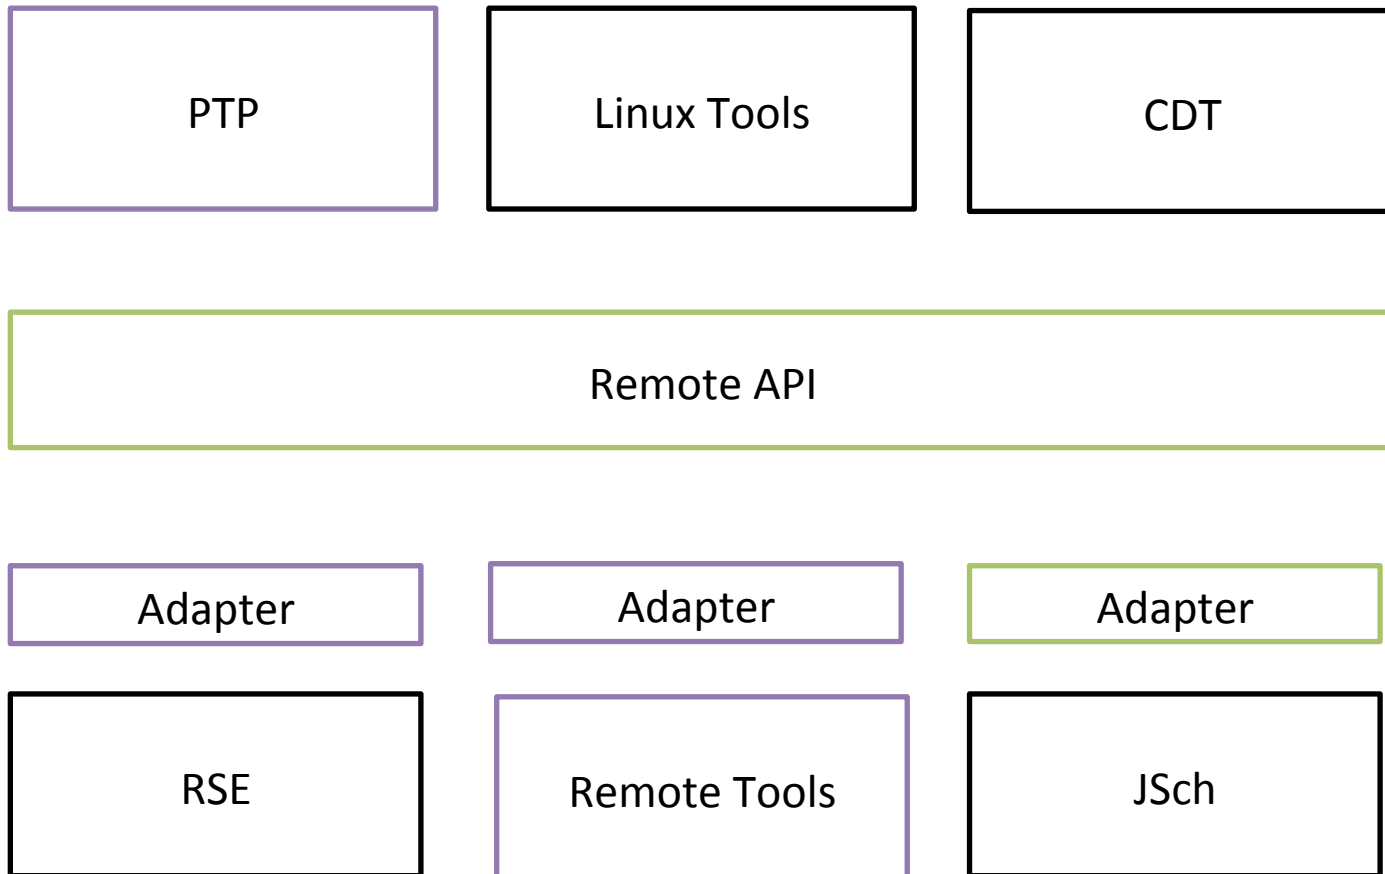 PTP
Linux Tools
CDT
Remote API
Adapter
Adapter
Adapter
RSE
Remote Tools
JSch